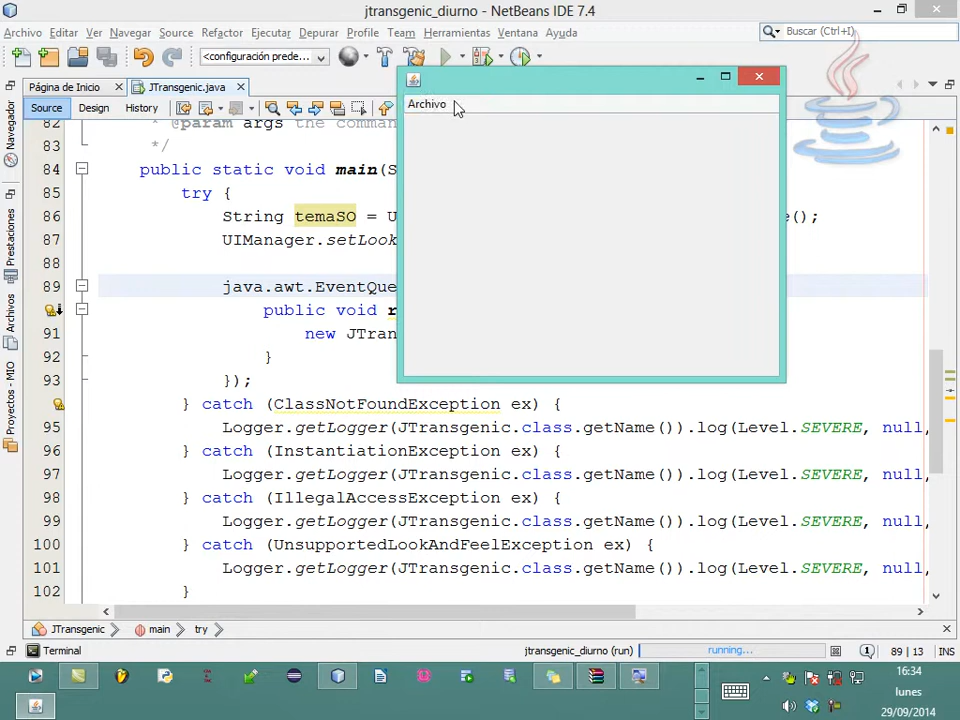 jtransgenic_diurno - NetBeans IDE 7.4
Archivo Editar Ver Navegar Source Refactor Ejecutar Depurar Profile Team Herramientas Ventana Ayuda
Buscar (Ctrl+I)
<configuración prede...
Página de Inicio JTransgenic.java
Source Design History
Archivo
Navegador
Prestaciones
Archivos
Proyectos - MIO
82 * @param args the comma
83 */
84 public static void main(S
85 try {
86 String temaSO = U e();
87 UIManager.setLook
88
89 java.awt.EventQue
public void r
91 new JTran
92 }
93 });
} catch (ClassNotFoundException ex) {
95 Logger.getLogger(JTransgenic.class.getName()).log(Level.SEVERE, null,
96 } catch (InstantiationException ex) {
97 Logger.getLogger(JTransgenic.class.getName()).log(Level.SEVERE, null,
98 } catch (IllegalAccessException ex) {
99 Logger.getLogger(JTransgenic.class.getName()).log(Level.SEVERE, null,
100 } catch (UnsupportedLookAndFeelException ex) {
101 Logger.getLogger(JTransgenic.class.getName()).log(Level.SEVERE, null,
102 }
JTransgenic main try
Terminal jtransgenic_diurno (run) running... 1 89 | 13 INS
16:34
lunes
29/09/2014